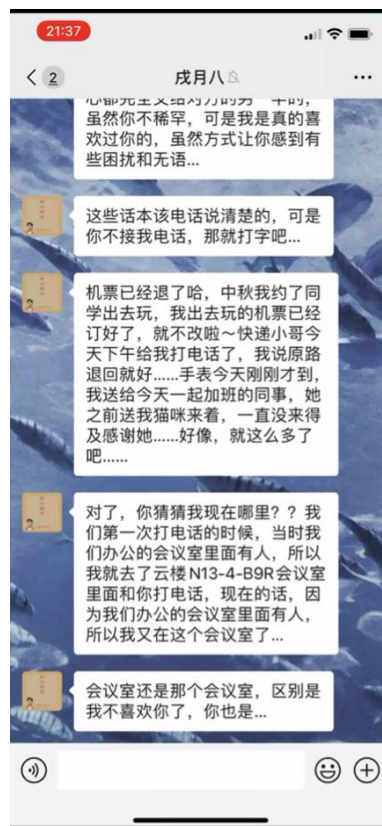 21:37
2
戌月八
虽然你不稀罕,可是我是真的喜
欢过你的,虽然方式让你感到有
些困扰和无语...
这些话本该电话说清楚的,可是
你不接我电话,那就打字吧...
机票已经退了哈,中秋我约了同
学出去玩,我出去玩的机票已经
订好了,就不改啦~快递小哥今
天下午给我打电话了,我说原路
退回就好......手表今天刚刚才到,
我送给今天一起加班的同事,她
之前送我猫咪来着,一直没来得
及感谢她......好像,就这么多了
吧......
对了,你猜猜我现在哪里?？我
们第一次打电话的时候,当时我
们办公的会议室里面有人,所以
我就去了云楼N13-4-B9R会议室
里面和你打电话,现在的话,因
为我们办公的会议室里面有人,
所以我又在这个会议室了...
会议室还是那个会议室,区别是
我不喜欢你了,你也是...